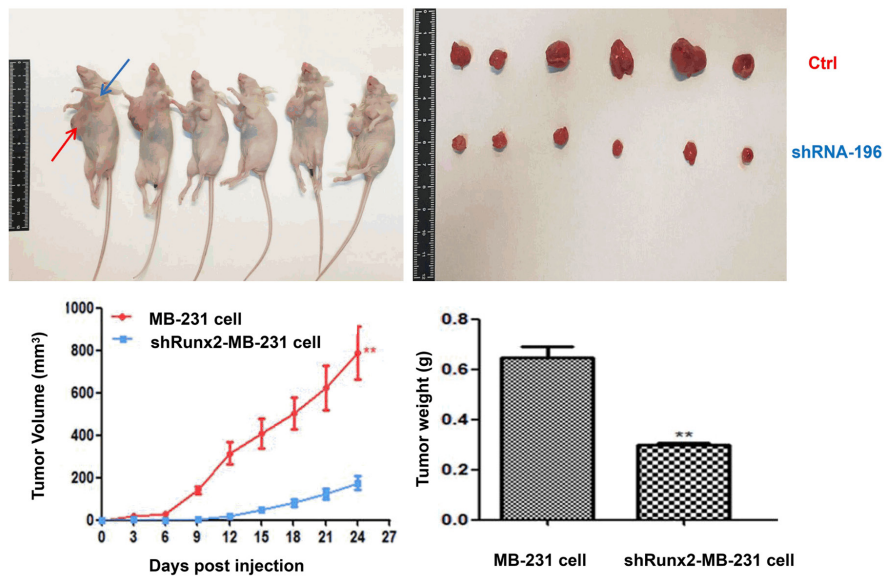 Ctrl
shRNA-196
1000
800
600
400
200
0
Tumor Volume (mm³)
MB-231 cell
shRunx2-MB-231 cell
**
0 3 6 9 12 15 18 21 24 27
Days post injection
0.8
0.6
0.4
0.2
0.0
Tumor weight (g)
**
MB-231 cell
shRunx2-MB-231 cell